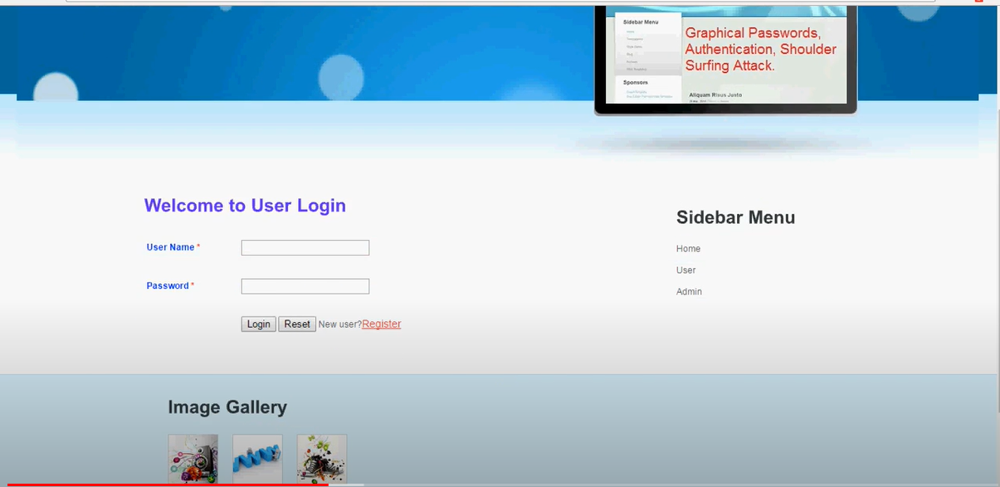 Sidebar Menu
Graphical Passwords,
Authentication, Shoulder
Surfing Attack.
Sponsors
Aliquam Risus Justo
Welcome to User Login
User Name *
Password *
Login Reset New user?Register
Sidebar Menu
Home
User
Admin
Image Gallery